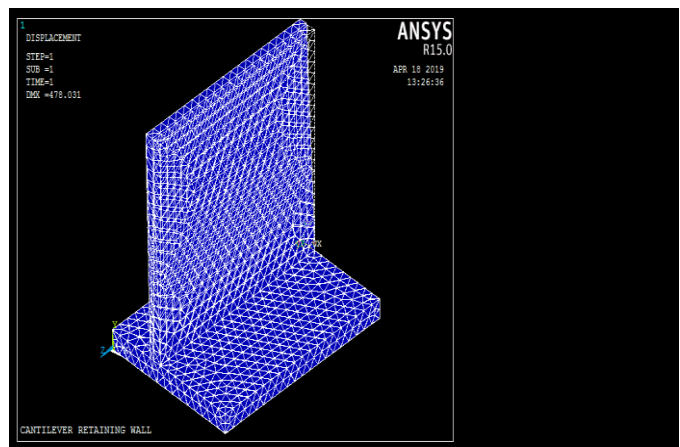 1
DISPLACEMENT
STEP=1
SUB =1
TIME=1
DMX =478.031
ANSYS
R15.0
APR 18 2019
13:26:36
Y
Z
CANTILEVER RETAINING WALL